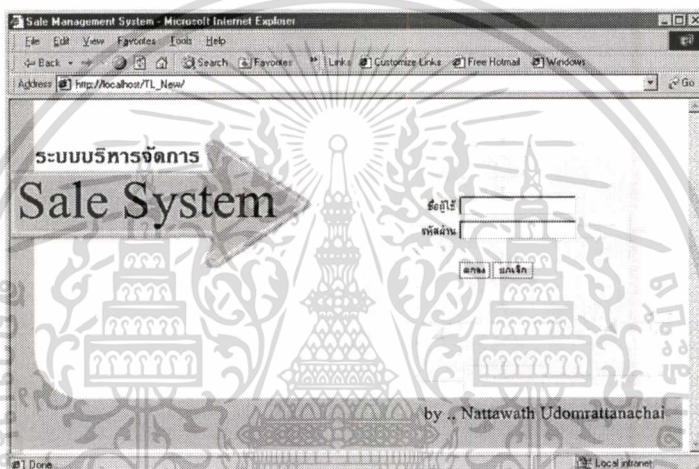 Sale Management System - Microsoft Internet Explorer
File Edit View Favorites Tools Help
Back Search Favorites Links Customize Links Free Hotmail Windows
Address http://localhost/TL_New/ Go
ระบบบริหารจัดการ
Sale System
ชื่อผู้ใช้
รหัสผ่าน
ตกลง ยกเลิก
by .. Nattawath Udomrattanachai
Done Local intranet